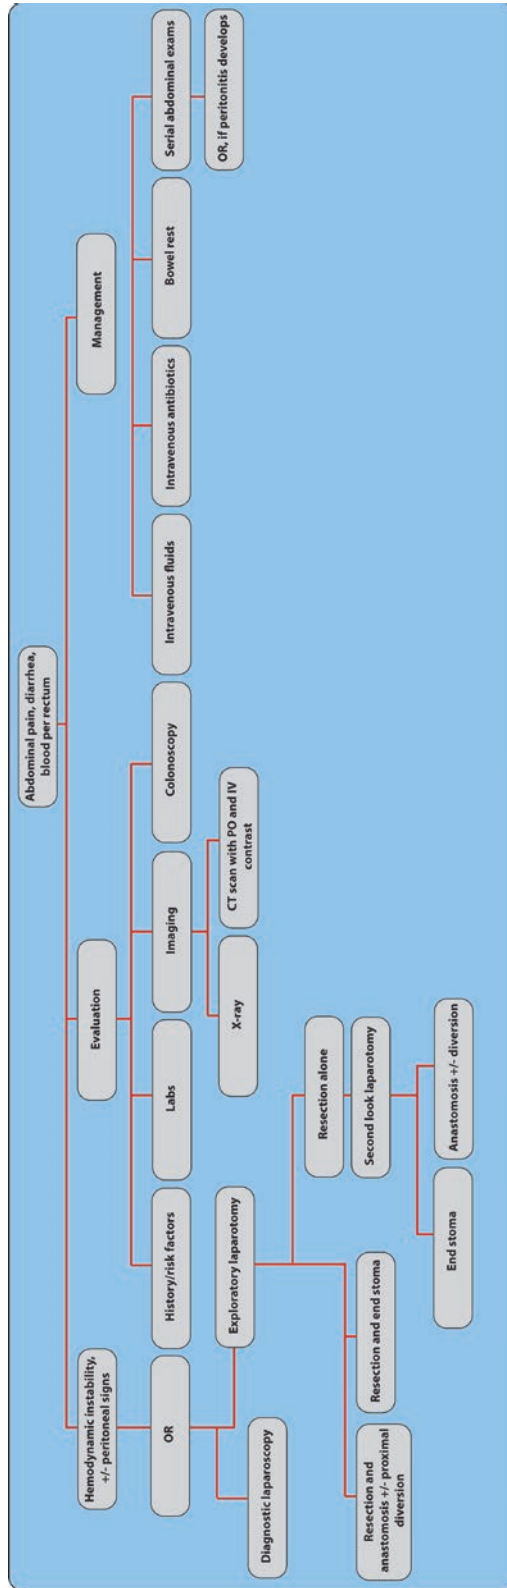 Abdominal pain, diarrhea,
blood per rectum
Hemodynamic instability,
+/- peritoneal signs
Evaluation
Management
OR
History/risk factors
Labs
Imaging
Colonoscopy
Intravenous fluids
Intravenous antibiotics
Bowel rest
Serial abdominal exams
Diagnostic laparoscopy
Exploratory laparotomy
X-ray
CT scan with PO and IV
contrast
OR, if peritonitis develops
Resection and
anastomosis +/- proximal
diversion
Resection and end stoma
Resection alone
Second look laparotomy
End stoma
Anastomosis +/- diversion